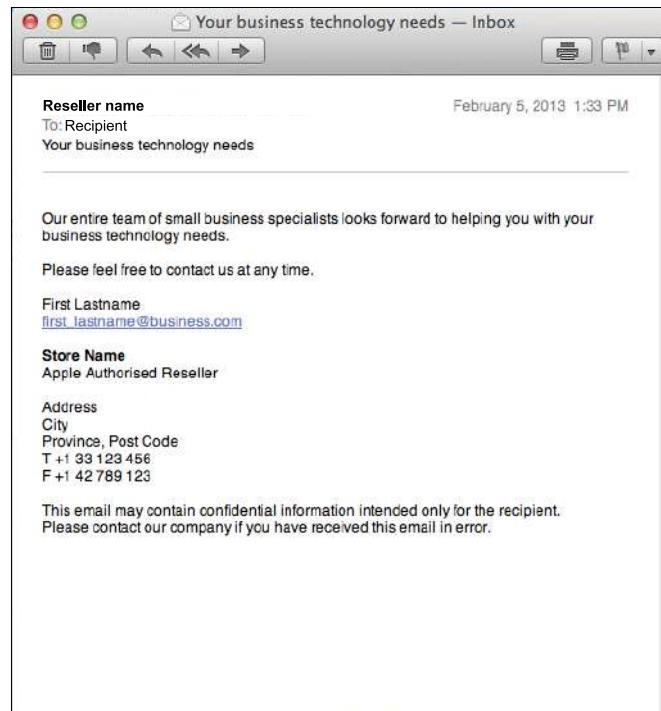 Your business technology needs — Inbox
Reseller name
February 5, 2013 1:33 PM
To: Recipient
Your business technology needs
Our entire team of small business specialists looks forward to helping you with your
business technology needs.
Please feel free to contact us at any time.
First Lastname
first_lastname@business.com
Store Name
Apple Authorised Reseller
Address
City
Province, Post Code
T +1 33 123 456
F +1 42 789 123
This email may contain confidential information intended only for the recipient.
Please contact our company if you have received this email in error.